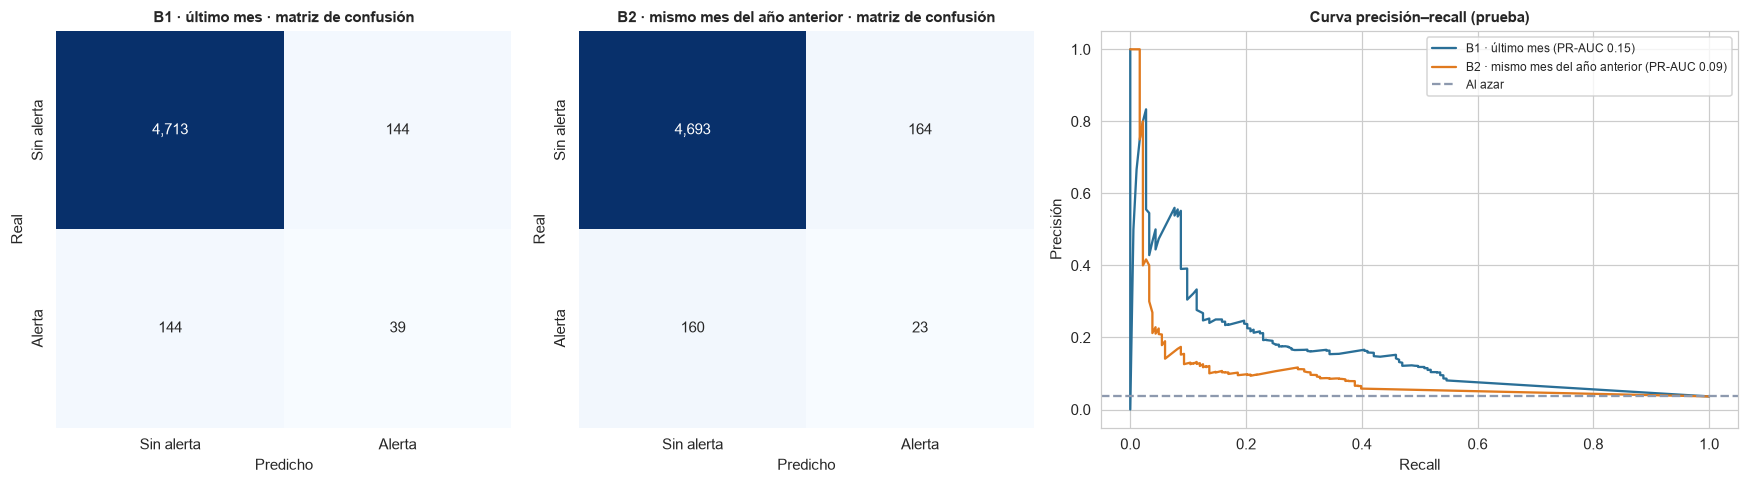 B1 · último mes · matriz de confusión
Real
Sin alerta
Alerta
4,713
144
144
39
Sin alerta
Alerta
Predicho
B2 · mismo mes del año anterior · matriz de confusión
Real
Sin alerta
Alerta
4,693
164
160
23
Sin alerta
Alerta
Predicho
Curva precisión–recall (prueba)
B1 · último mes (PR-AUC 0.15)
B2 · mismo mes del año anterior (PR-AUC 0.09)
Al azar
Precisión
1.0
0.8
0.6
0.4
0.2
0.0
0.0
0.2
0.4
0.6
0.8
1.0
Recall